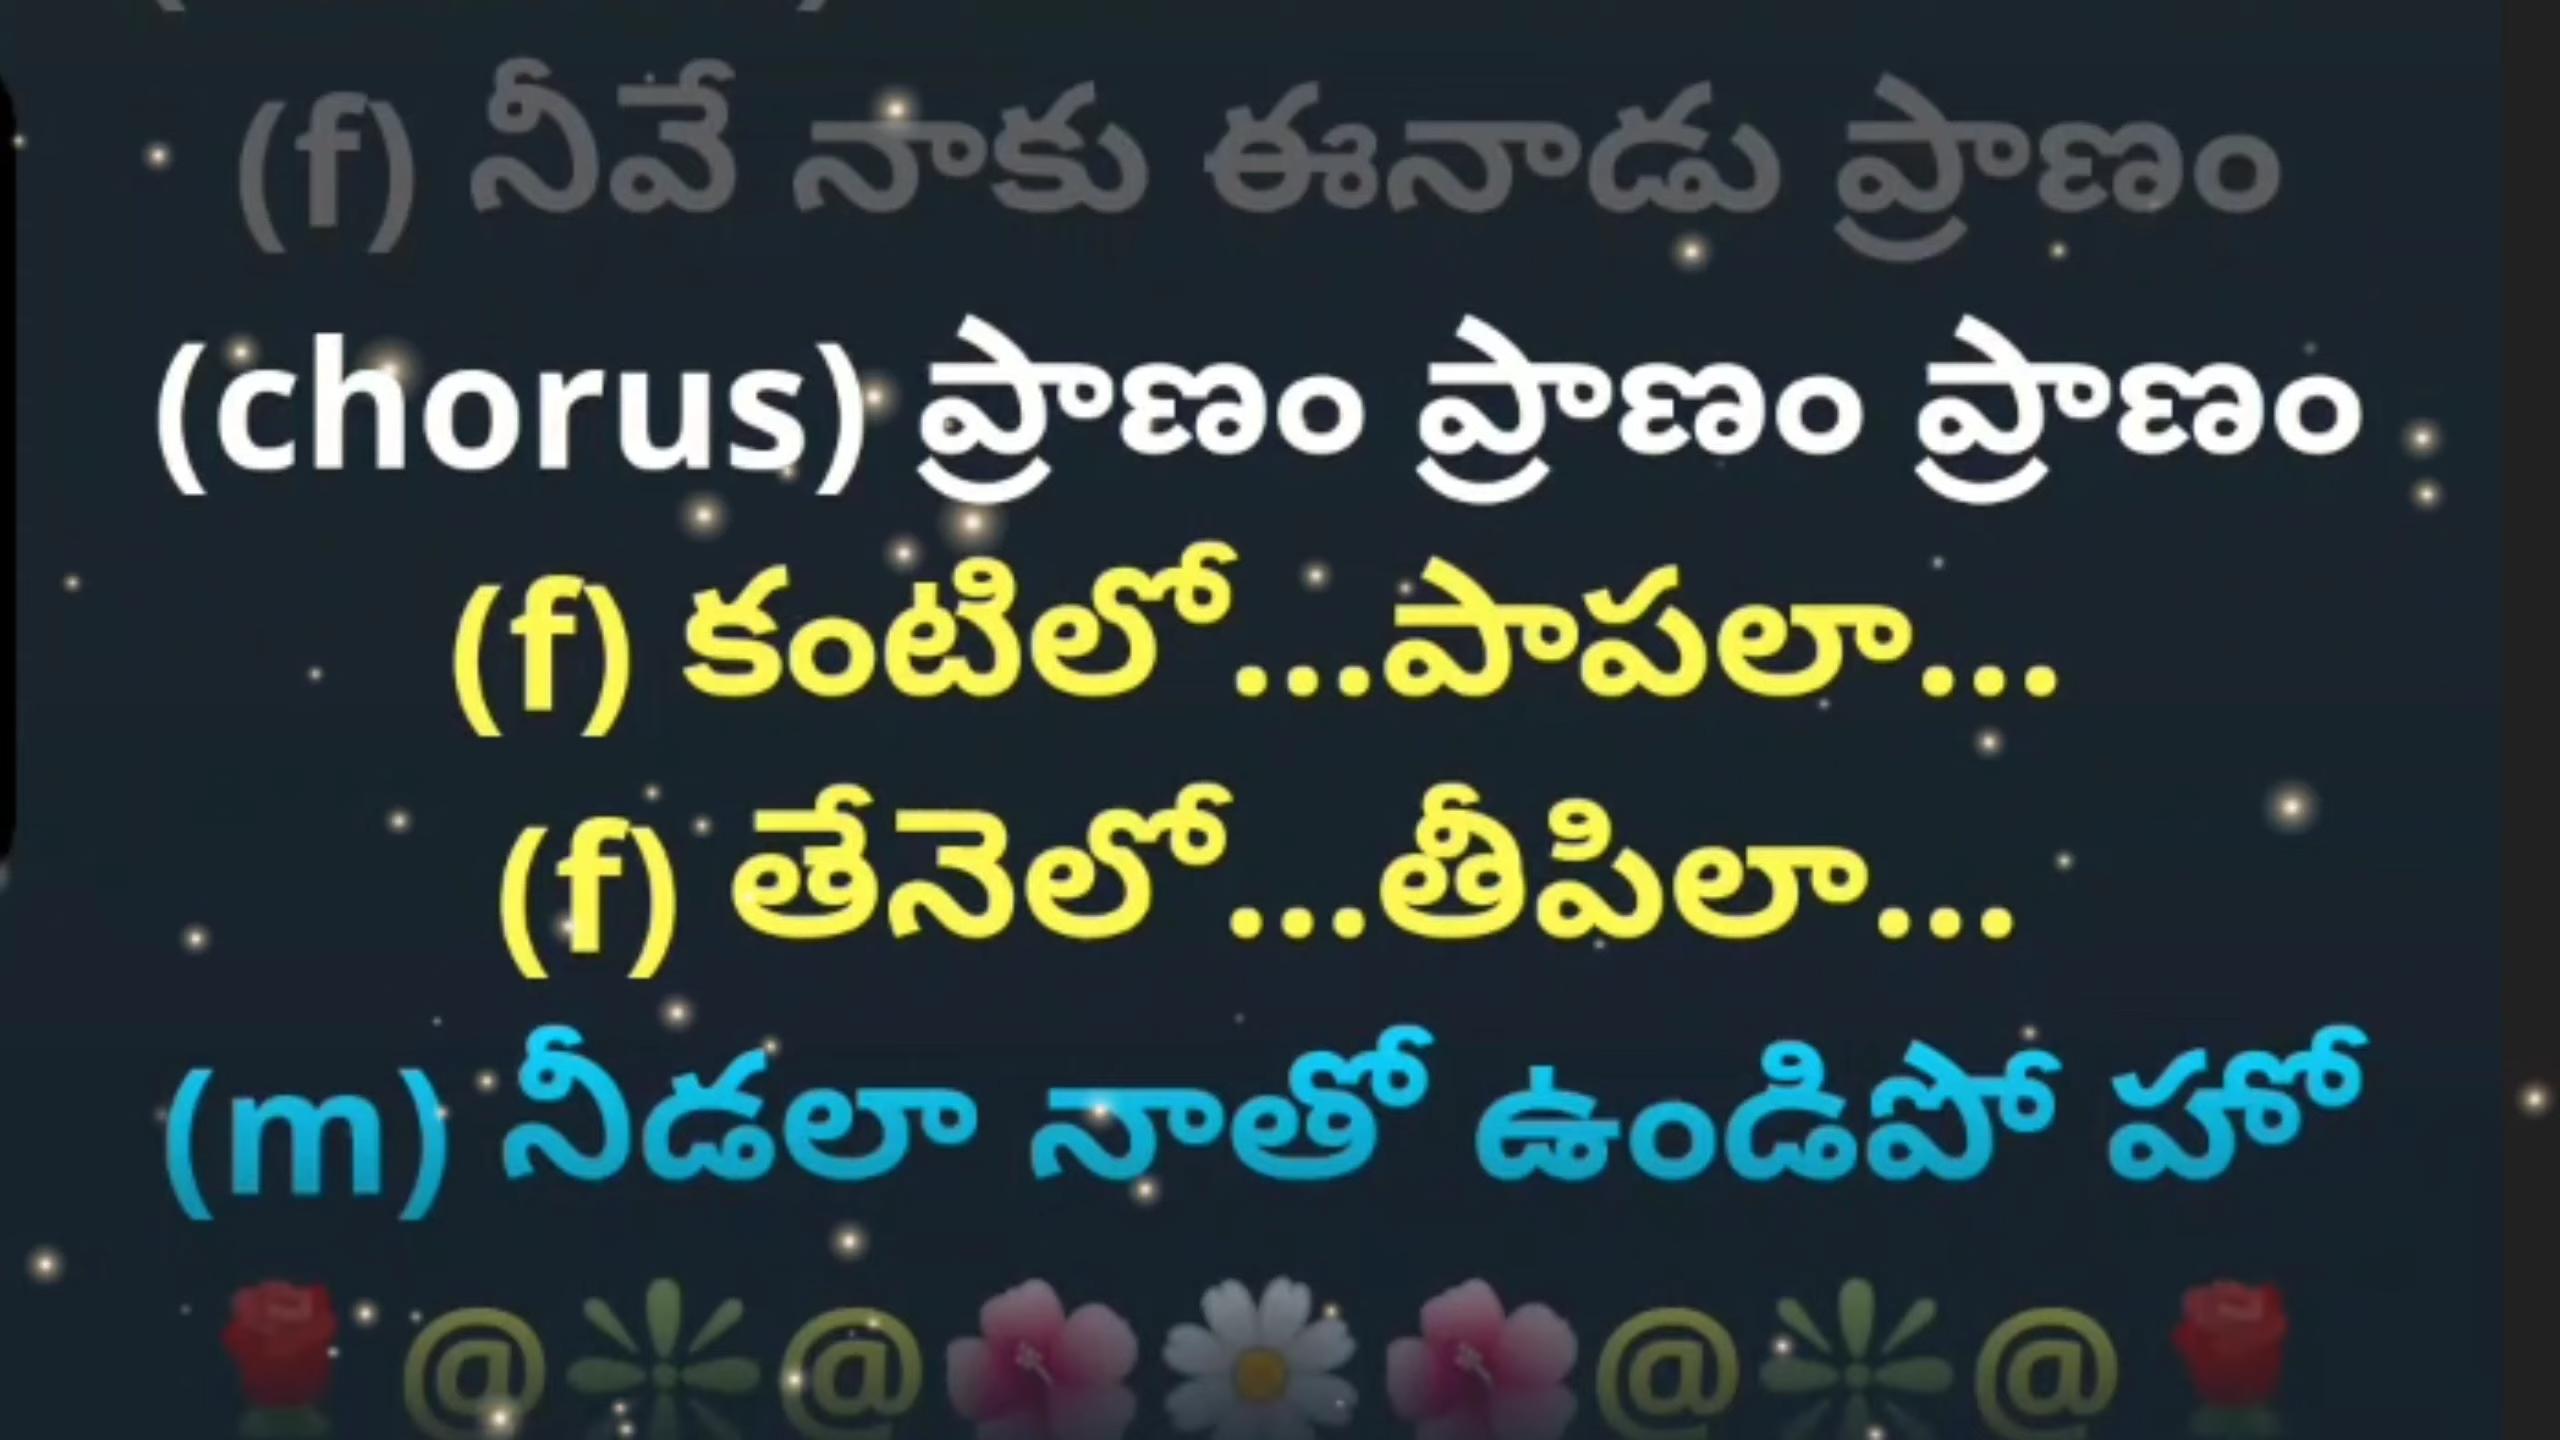 (f) నీవే నాకు ఈనాడు ప్రాణం
(chorus) ప్రాణం ప్రాణం ప్రాణం
(f) కంటిలో...పాపలా...
(f) తేనెలో...తీపిలా...
(m) నీడలా నాతో ఉండిపో హో
🌹@❇@🌺🌼🌺@❇@🌹